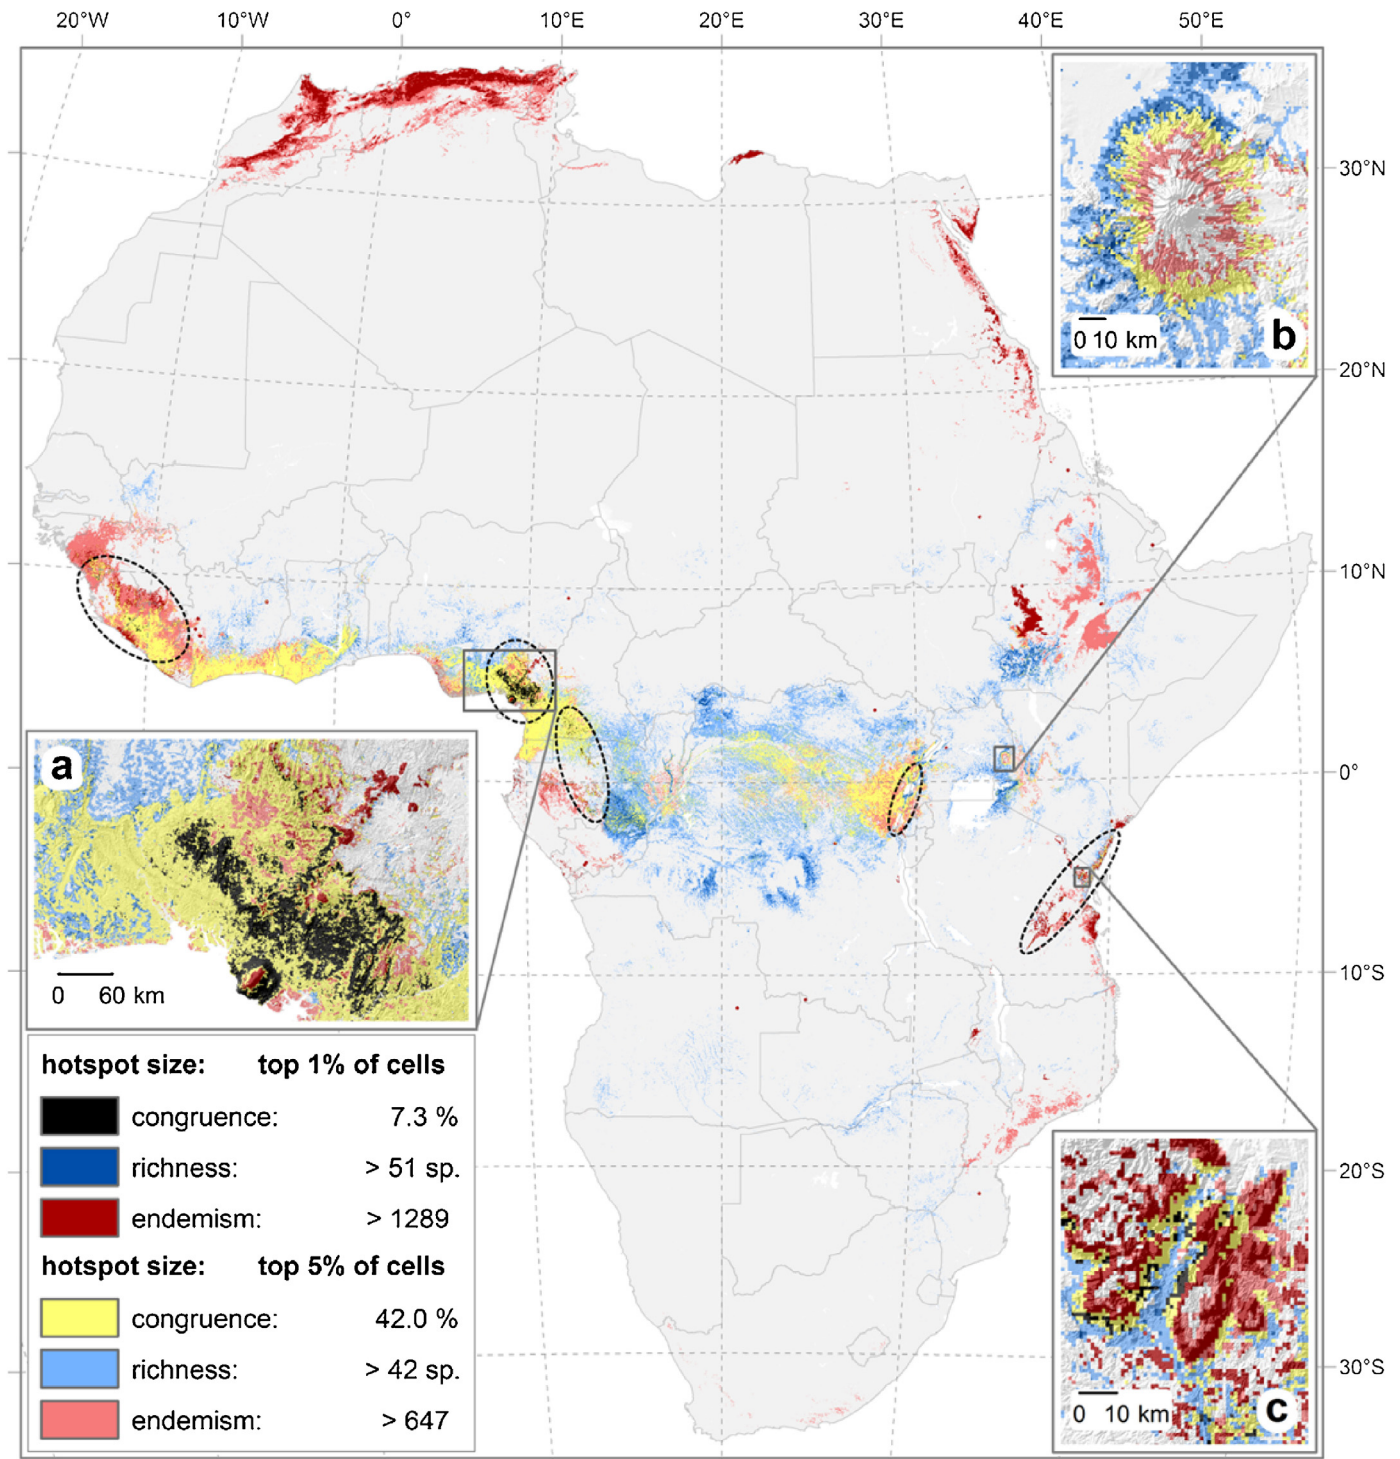 20°W 10°W 0° 10°E 20°E 30°E 40°E 50°E
30°N
b
0 10 km
20°N
10°N
0°
a
0 60 km
10°S
hotspot size: top 1% of cells
congruence: 7.3 %
richness: > 51 sp.
endemism: > 1289
hotspot size: top 5% of cells
congruence: 42.0 %
richness: > 42 sp.
endemism: > 647
20°S
30°S
0 10 km
c